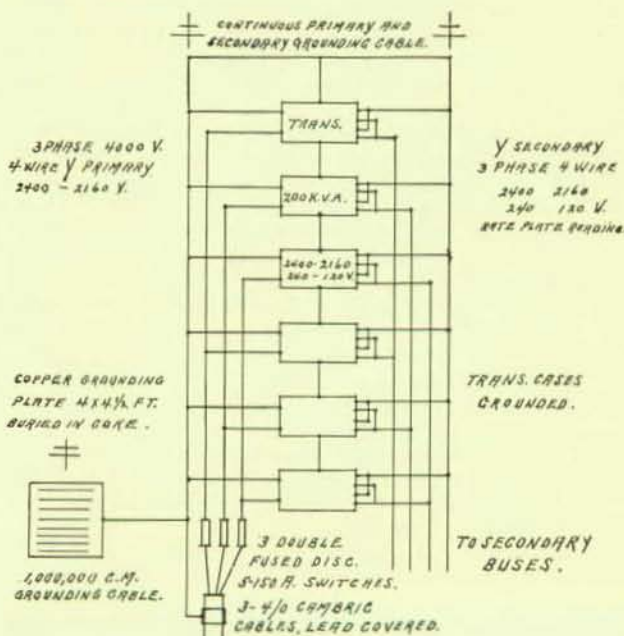 CONTINUOUS PRIMARY AND
SECONDARY GROUNDING CABLE.
3 PHASE 4000 V.
4-WIRE Y PRIMARY
2400 - 2160 V.
TRANS.
200 K.V.A.
2400-2160
240-120 V.
Y SECONDARY
3 PHASE 4 WIRE
2400 2160
240 120 V.
PLATE READING
COPPER GROUNDING
PLATE 4 X 4½ FT.
BURIED IN COKE.
TRANS. CASES
GROUNDED.
1,000,000 C.M.
GROUNDING CABLE.
3 DOUBLE
FUSED DISC.
5-150 A. SWITCHES.
3-4/0 CAMBRIC
CABLES, LEAD COVERED.
TO SECONDARY
BUSES.